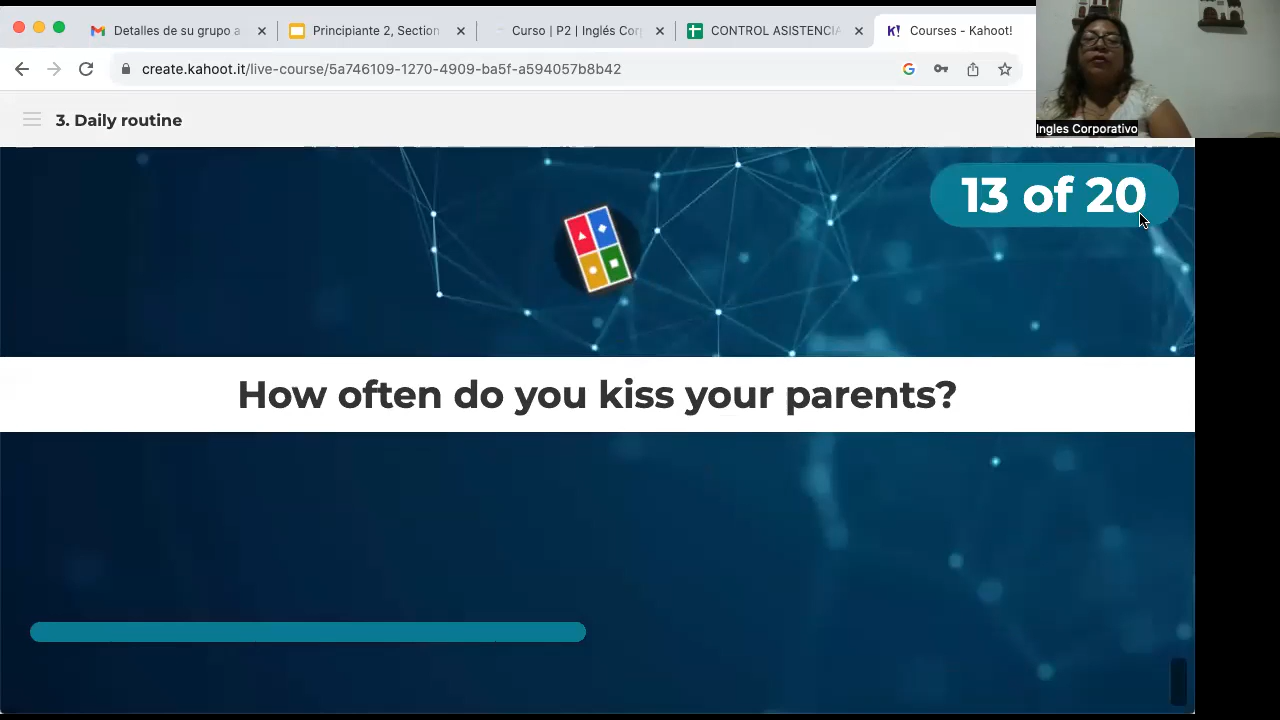 Detalles de su grupo a
Principiante 2, Section
Curso | P2 | Inglés Cor
CONTROL ASISTENCIA
K! Courses - Kahoot!
create.kahoot.it/live-course/5a746109-1270-4909-ba5f-a594057b8b42
Ingles Corporativo
3. Daily routine
13 of 20
How often do you kiss your parents?